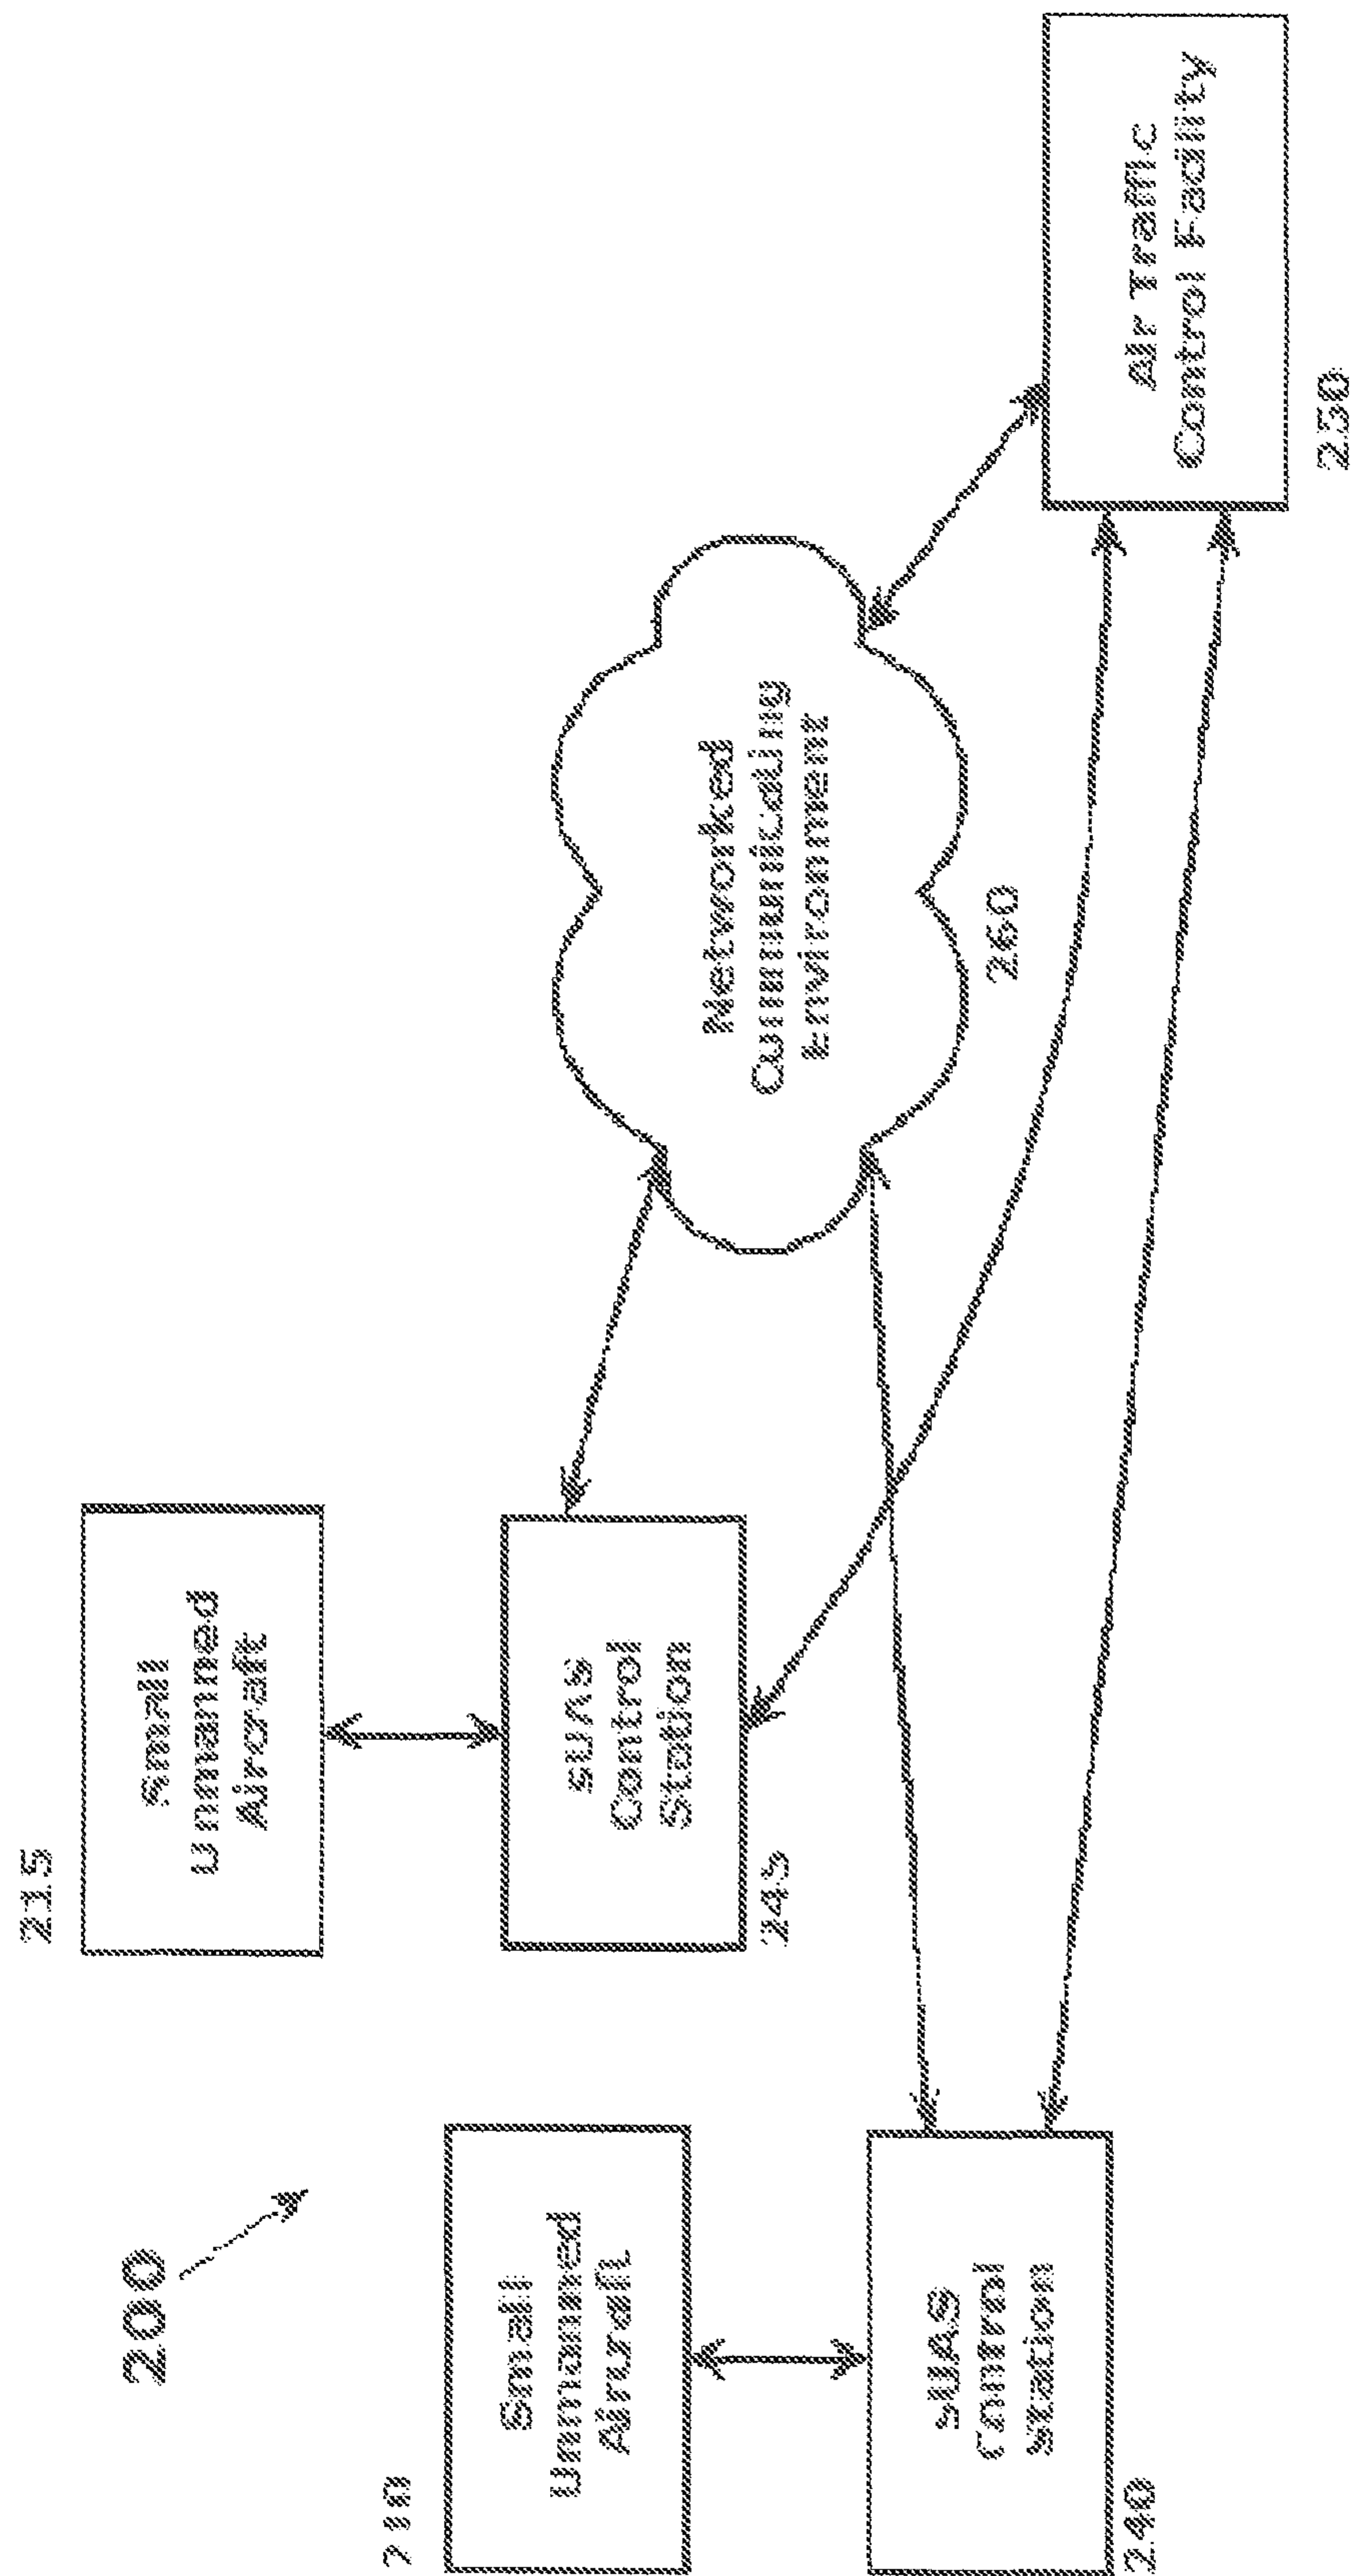 200
215
Small
Unmanned
Aircraft
210
Small
Unmanned
Aircraft
sUAS
Control
Station
245
sUAS
Control
Station
240
Networked
Communicating
Environment
260
Air Traffic
Control Facility
250